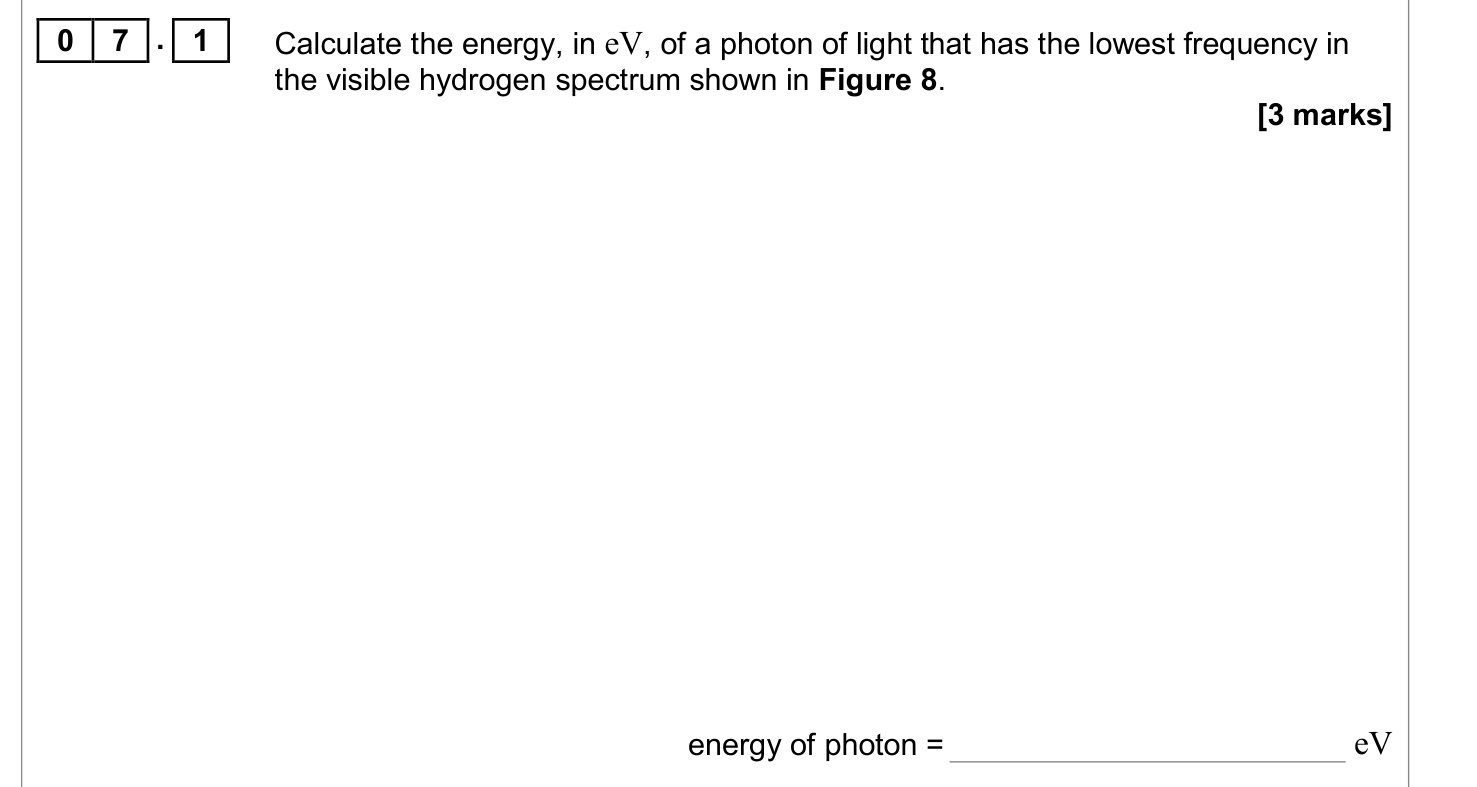 0 7 . 1 Calculate the energy, in eV, of a photon of light that has the lowest frequency in
the visible hydrogen spectrum shown in Figure 8.
[3 marks]
energy of photon = eV